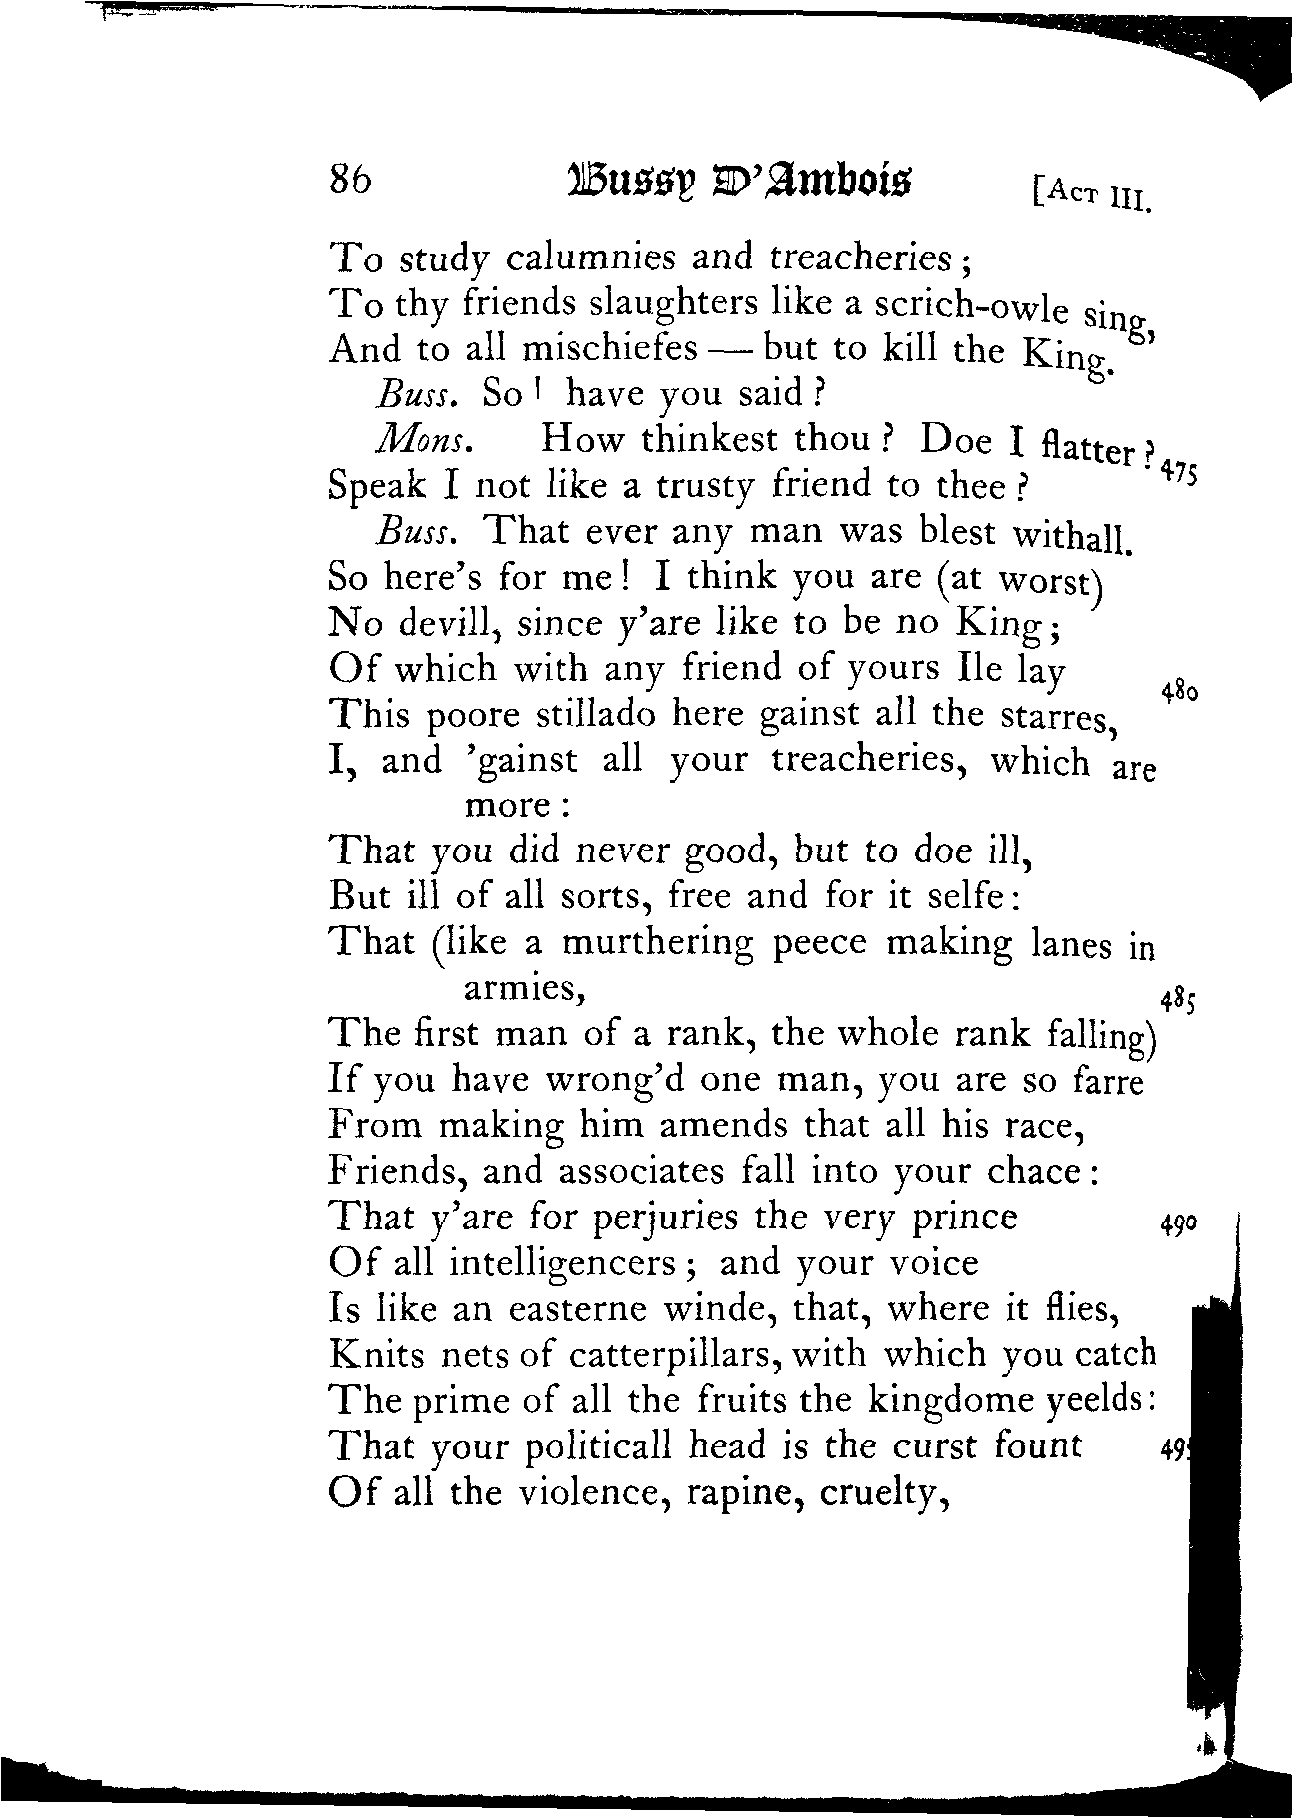 86 Bussy D'Ambois [ACT III.
To study calumnies and treacheries;
To thy friends slaughters like a scrich-owle sing,
And to all mischiefes — but to kill the King.
Buss. So! have you said?
Mons. How thinkest thou? Doe I flatter? 475
Speak I not like a trusty friend to thee?
Buss. That ever any man was blest withall.
So here's for me! I think you are (at worst)
No devill, since y'are like to be no King;
Of which with any friend of yours Ile lay 480
This poore stillado here gainst all the starres,
I, and 'gainst all your treacheries, which are
more:
That you did never good, but to doe ill,
But ill of all sorts, free and for it selfe:
That (like a murthering peece making lanes in
armies, 485
The first man of a rank, the whole rank falling)
If you have wrong'd one man, you are so farre
From making him amends that all his race,
Friends, and associates fall into your chace:
That y'are for perjuries the very prince 490
Of all intelligencers; and your voice
Is like an easterne winde, that, where it flies,
Knits nets of catterpillars, with which you catch
The prime of all the fruits the kingdome yeelds:
That your politicall head is the curst fount 495
Of all the violence, rapine, cruelty,